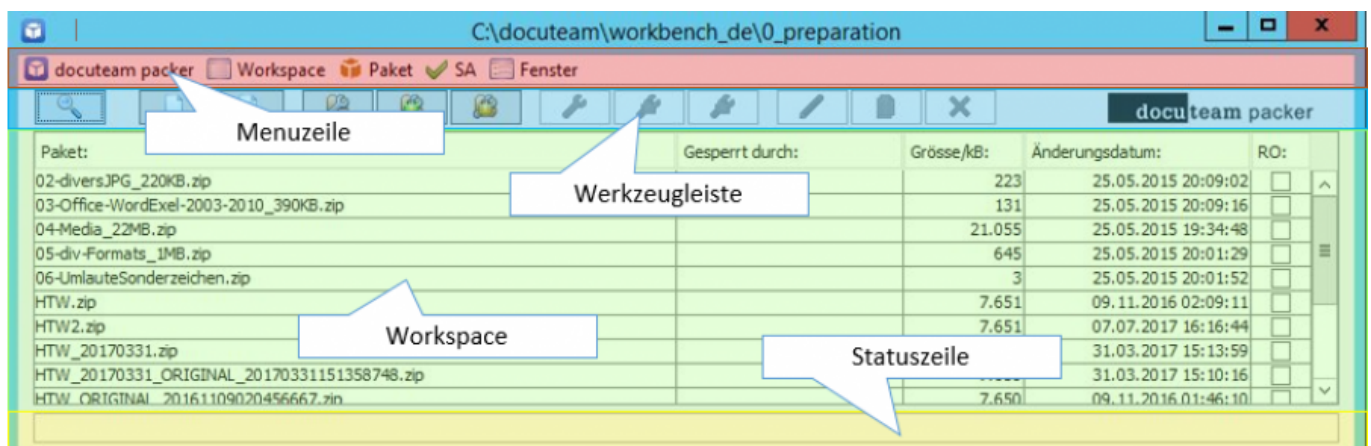 C:\docuteam\workbench_de\0_preparation
docuteam packer Workspace Paket SA Fenster
Menuzeile
docuteam packer
Werkzeugleiste
Paket: Gesperrt durch: Grösse/kB: Änderungsdatum: RO:
02-diversJPG_220KB.zip 223 25.05.2015 20:09:02
03-Office-WordExel-2003-2010_390KB.zip 131 25.05.2015 20:09:16
04-Media_22MB.zip 21.055 25.05.2015 19:34:48
05-div-Formats_1MB.zip 645 25.05.2015 20:01:29
06-UmlauteSonderzeichen.zip 3 25.05.2015 20:01:52
HTW.zip 7.651 09.11.2016 02:09:11
HTW2.zip 7.651 07.07.2017 16:16:44
Workspace
HTW_20170331.zip 31.03.2017 15:13:59
Statuszeile
HTW_20170331_ORIGINAL_20170331151358748.zip 31.03.2017 15:10:16
HTW_ORIGINAL_20161109020456667.zip 7.650 09.11.2016 01:46:10